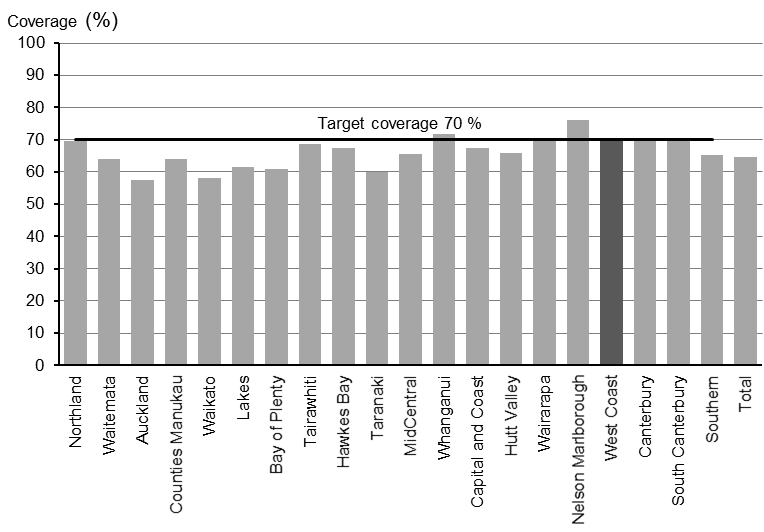 Coverage (%)
100
90
80
70
60
50
40
30
20
10
0
Target coverage 70 %
Northland
Waitemata
Auckland
Counties Manukau
Waikato
Lakes
Bay of Plenty
Tairawhiti
Hawkes Bay
Taranaki
MidCentral
Whanganui
Capital and Coast
Hutt Valley
Wairarapa
Nelson Marlborough
West Coast
Canterbury
South Canterbury
Southern
Total